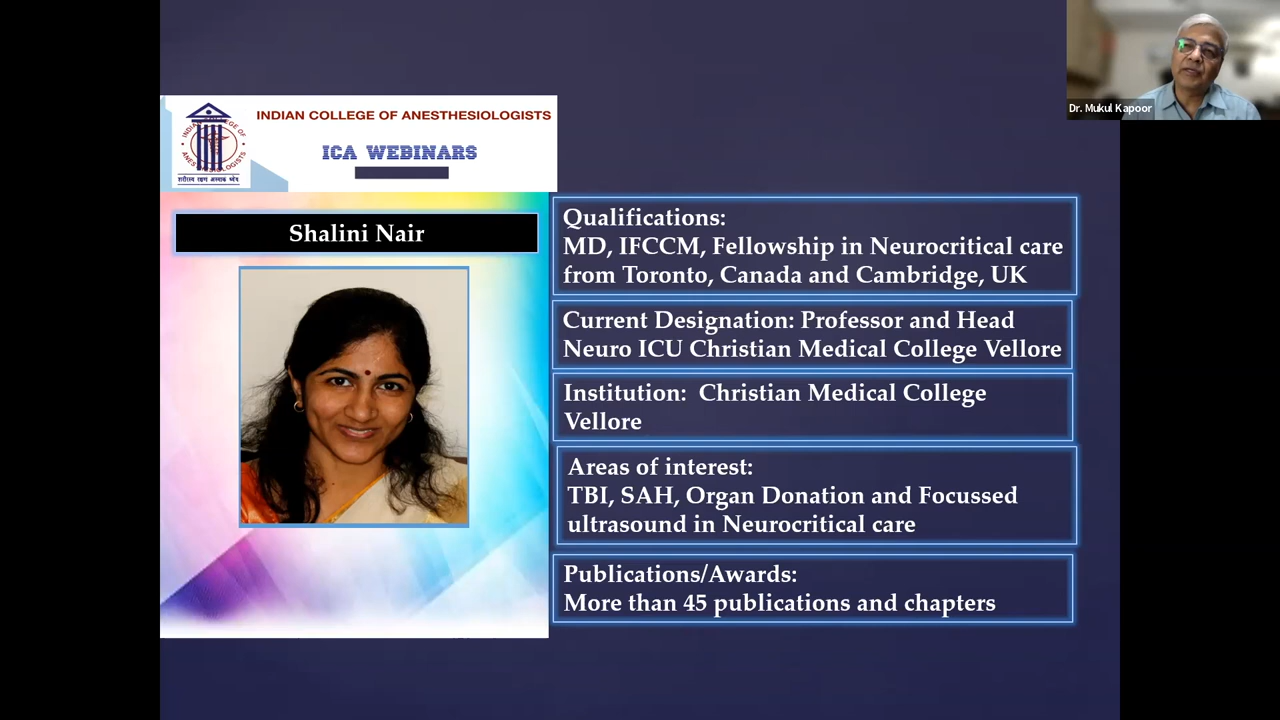 INDIAN COLLEGE OF ANESTHESIOLOGISTS
ICA WEBINARS
Shalini Nair
Qualifications:
MD, IFCCM, Fellowship in Neurocritical care
from Toronto, Canada and Cambridge, UK
Current Designation: Professor and Head
Neuro ICU Christian Medical College Vellore
Institution: Christian Medical College
Vellore
Areas of interest:
TBI, SAH, Organ Donation and Focussed
ultrasound in Neurocritical care
Publications/Awards:
More than 45 publications and chapters
Dr. Mukul Kapoor